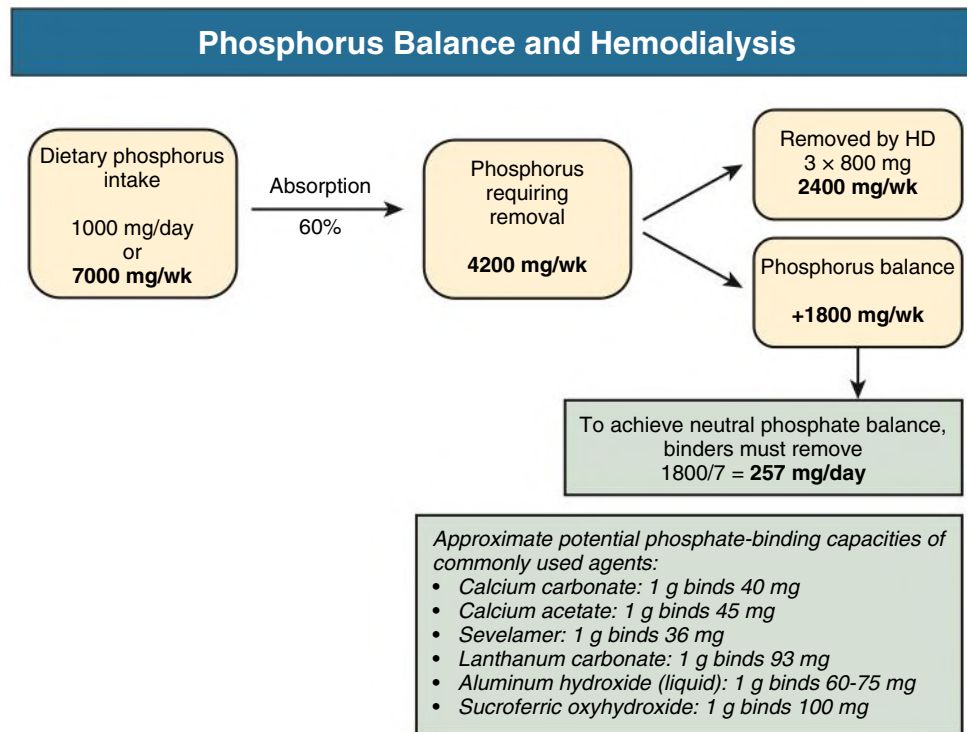 Phosphorus Balance and Hemodialysis
Dietary phosphorus
intake
1000 mg/day
or
7000 mg/wk
Absorption
60%
Phosphorus
requiring
removal
4200 mg/wk
Removed by HD
3 × 800 mg
2400 mg/wk
Phosphorus balance
+1800 mg/wk
To achieve neutral phosphate balance,
binders must remove
1800/7 = 257 mg/day
Approximate potential phosphate-binding capacities of
commonly used agents:
• Calcium carbonate: 1 g binds 40 mg
• Calcium acetate: 1 g binds 45 mg
• Sevelamer: 1 g binds 36 mg
• Lanthanum carbonate: 1 g binds 93 mg
• Aluminum hydroxide (liquid): 1 g binds 60-75 mg
• Sucroferric oxyhydroxide: 1 g binds 100 mg